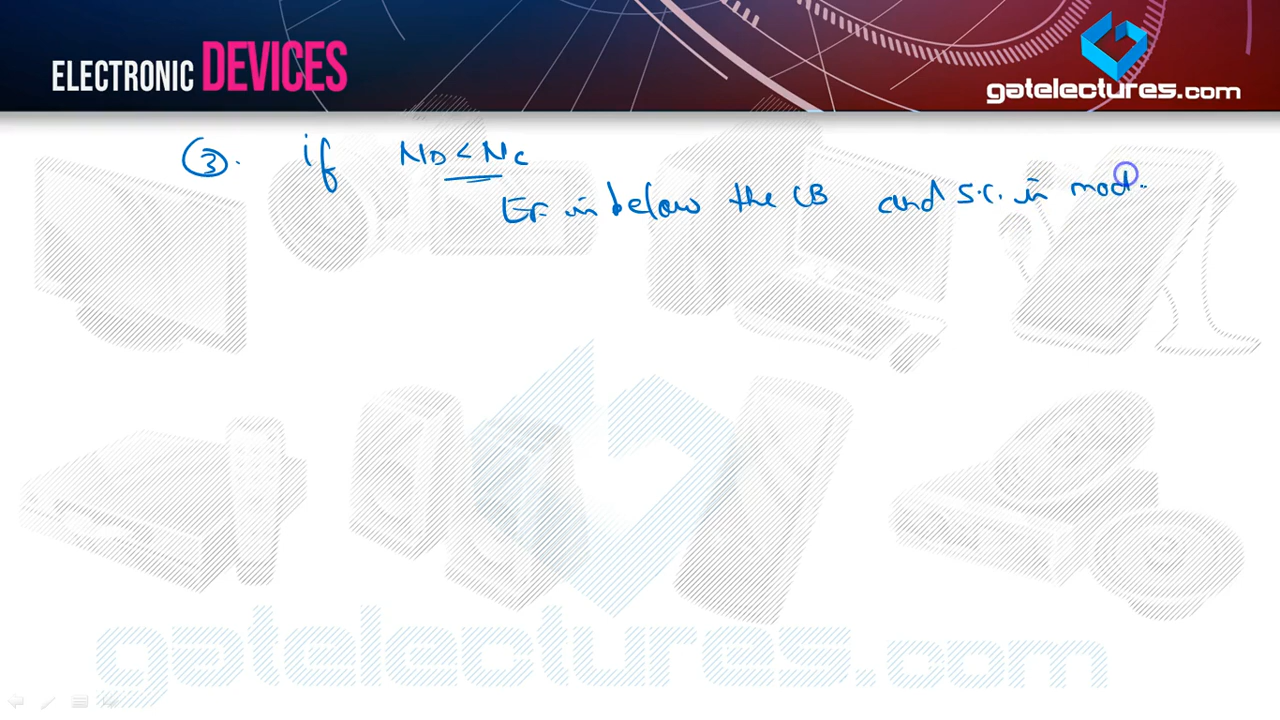 ELECTRONIC DEVICES
gatelectures.com
③. if ND < NC
EF is below the CB and S.C. is mod..
gatelectures.com